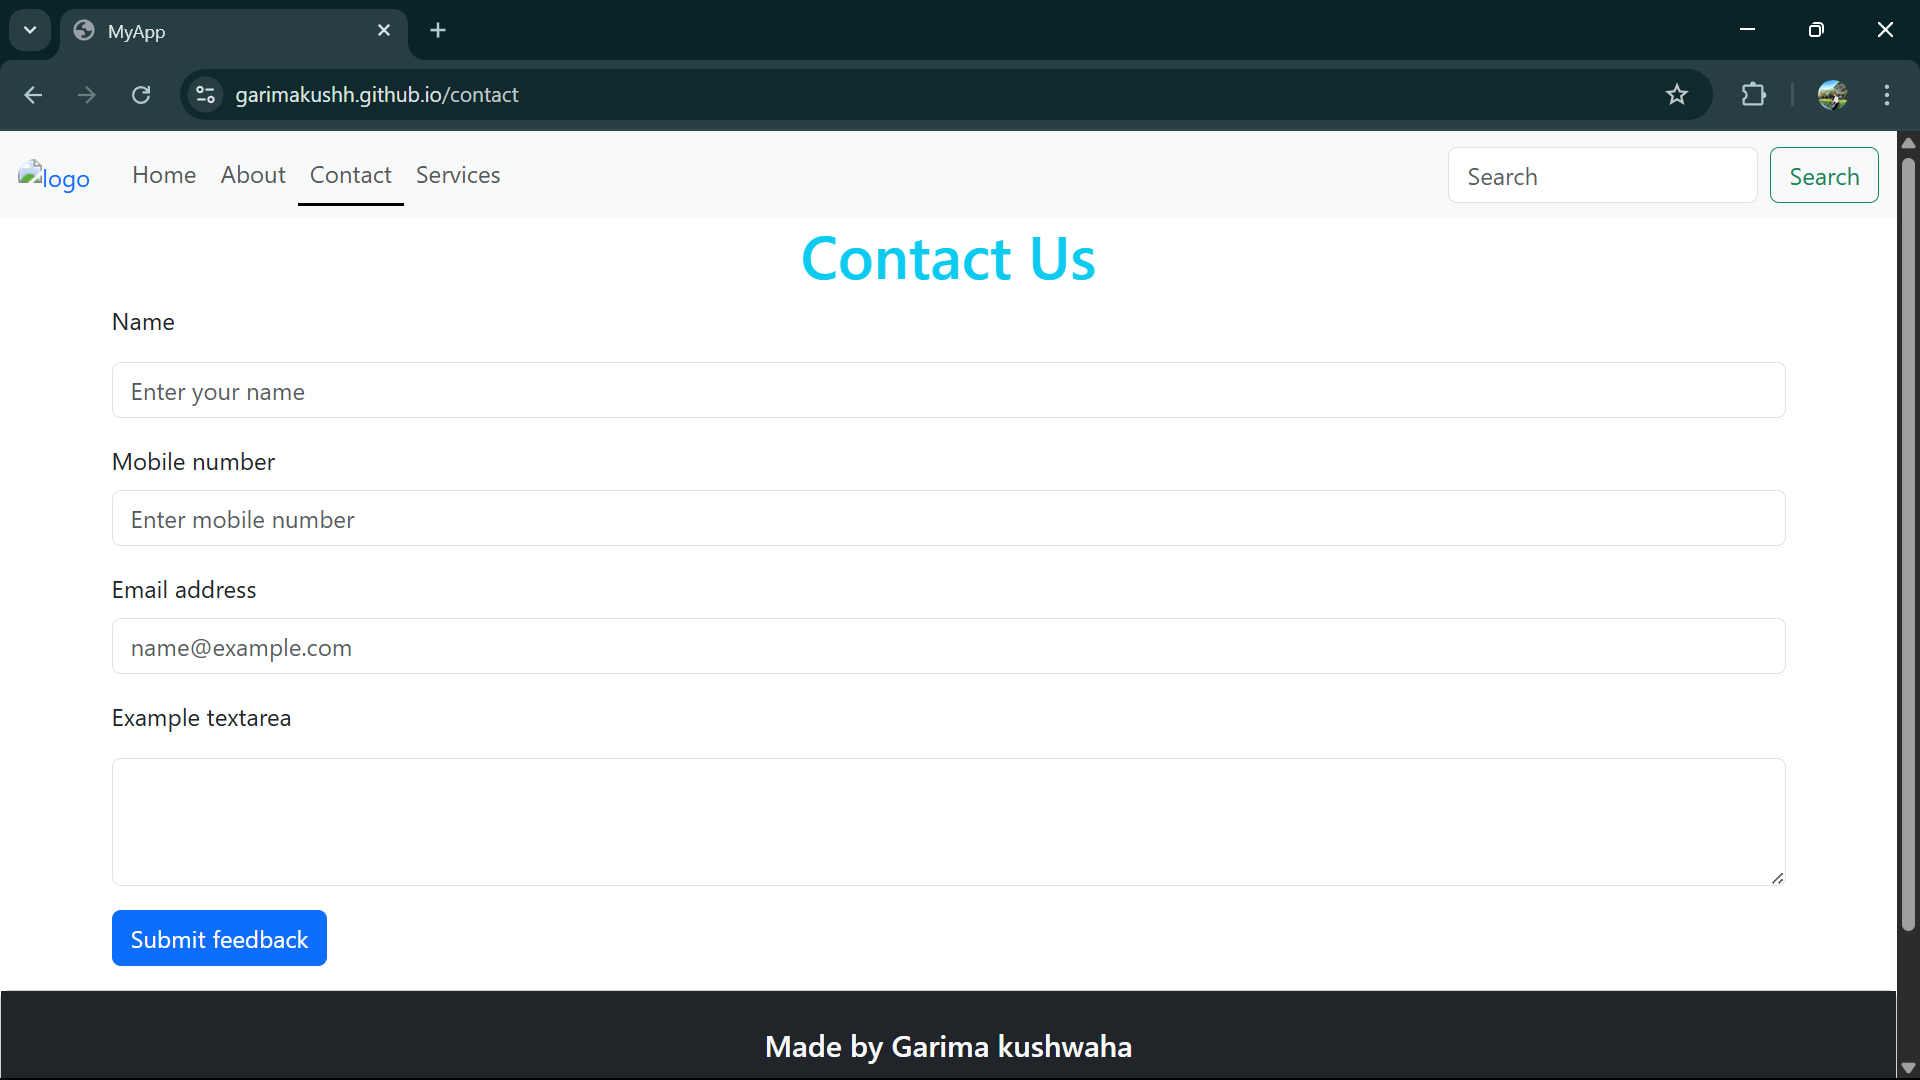 MyApp
garimakushh.github.io/contact
logo
Home
About
Contact
Services
Search
Search
Contact Us
Name
Enter your name
Mobile number
Enter mobile number
Email address
name@example.com
Example textarea
Submit feedback
Made by Garima kushwaha